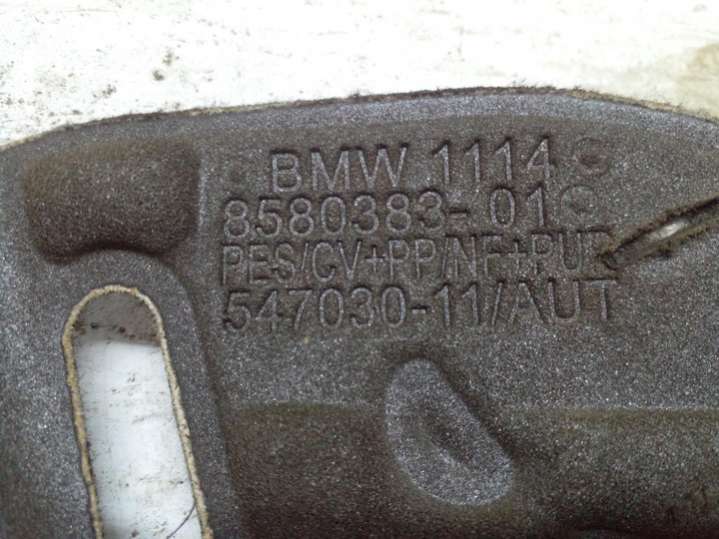 BMW 1114
8580383-01
PES/CV+PP/NF+PUR
547030-11/AUT